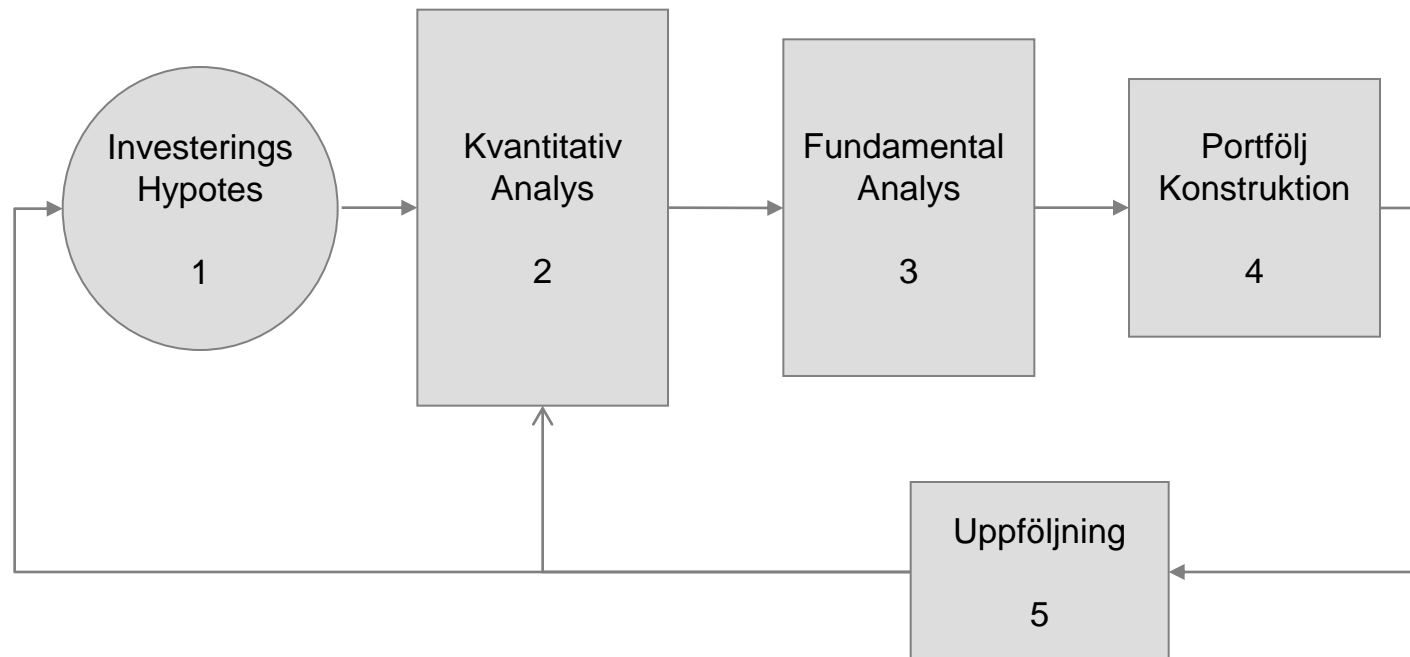 Investerings
Hypotes
1
Kvantitativ
Analys
2
Fundamental
Analys
3
Portfölj
Konstruktion
4
Uppföljning
5